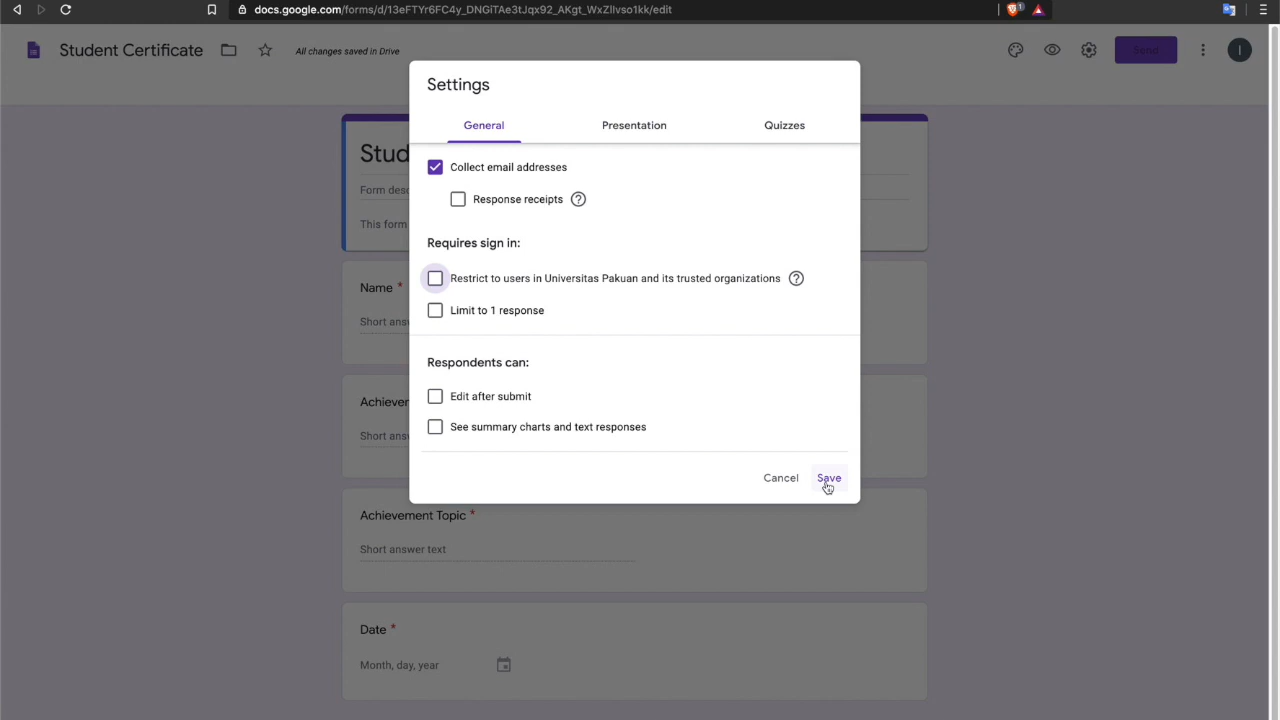 docs.google.com/forms/d/13eFTYr6FC4y_DNGiTAe3tJqx92_AKgt_WxZIlvso1kk/edit
1
Student Certificate
All changes saved in Drive
Send
I
Settings
General
Presentation
Quizzes
Stud
Collect email addresses
Form desc
Response receipts
This form
Requires sign in:
Restrict to users in Universitas Pakuan and its trusted organizations
Name *
Limit to 1 response
Short ans
Respondents can:
Edit after submit
Achiever
See summary charts and text responses
Short answ
Cancel
Save
Achievement Topic *
Short answer text
Date *
Month, day, year